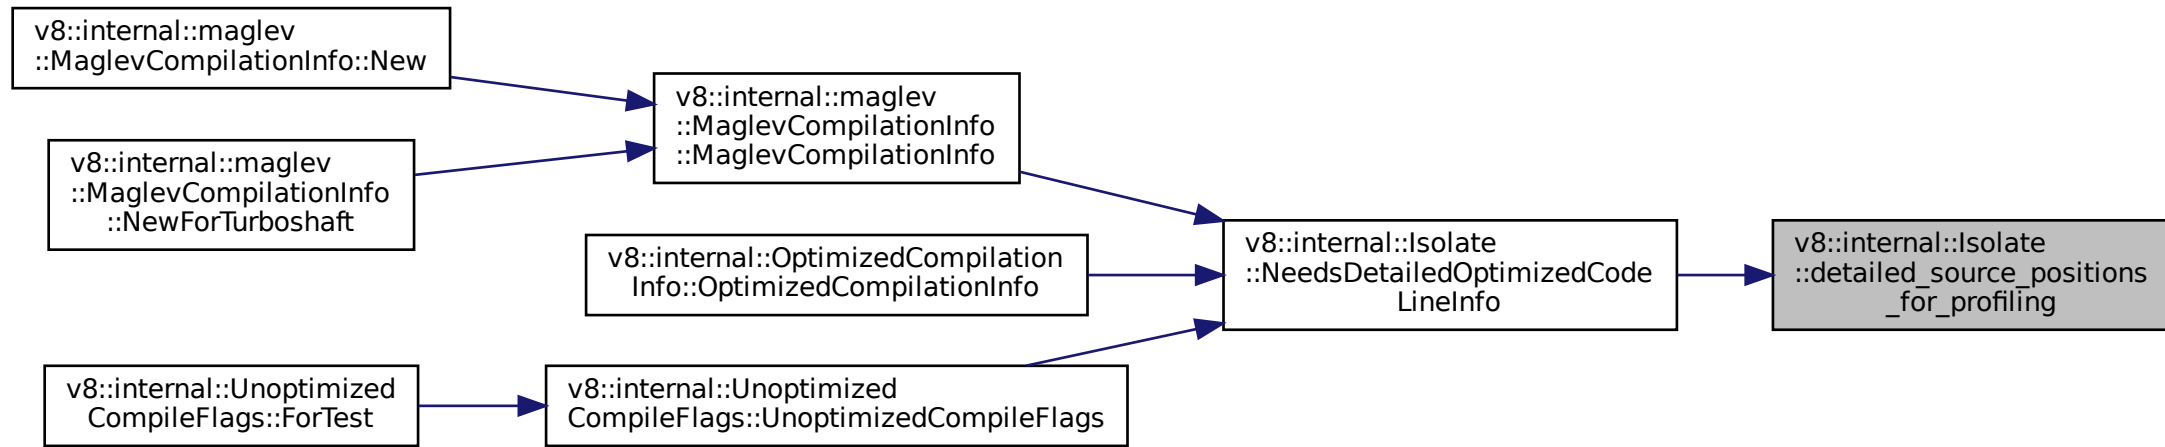 v8::internal::maglev
::MaglevCompilationInfo::New
v8::internal::maglev
::MaglevCompilationInfo
::NewForTurboshaft
v8::internal::maglev
::MaglevCompilationInfo
::MaglevCompilationInfo
v8::internal::OptimizedCompilation
Info::OptimizedCompilationInfo
v8::internal::Unoptimized
CompileFlags::ForTest
v8::internal::Unoptimized
CompileFlags::UnoptimizedCompileFlags
v8::internal::Isolate
::NeedsDetailedOptimizedCode
LineInfo
v8::internal::Isolate
::detailed_source_positions
_for_profiling